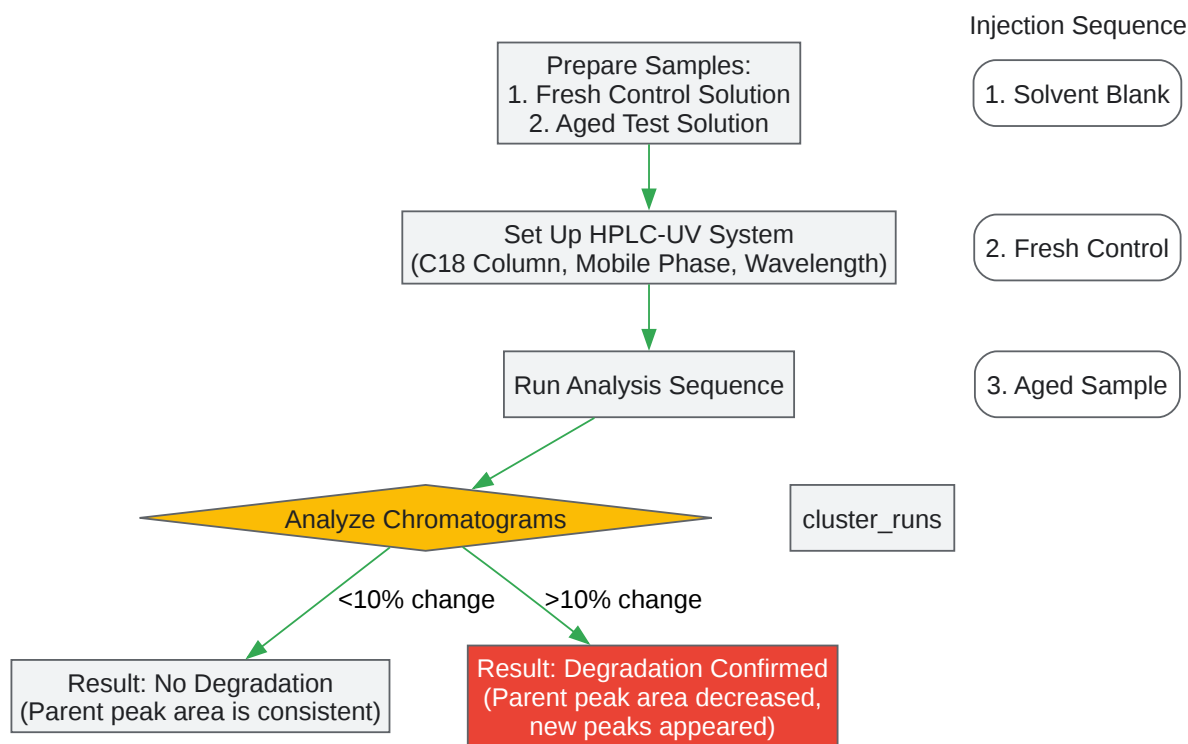 Injection Sequence
Prepare Samples:
1. Fresh Control Solution
2. Aged Test Solution
1. Solvent Blank
Set Up HPLC-UV System
(C18 Column, Mobile Phase, Wavelength)
2. Fresh Control
Run Analysis Sequence
3. Aged Sample
Analyze Chromatograms
cluster_runs
<10% change
>10% change
Result: No Degradation
(Parent peak area is consistent)
Result: Degradation Confirmed
(Parent peak area decreased,
new peaks appeared)